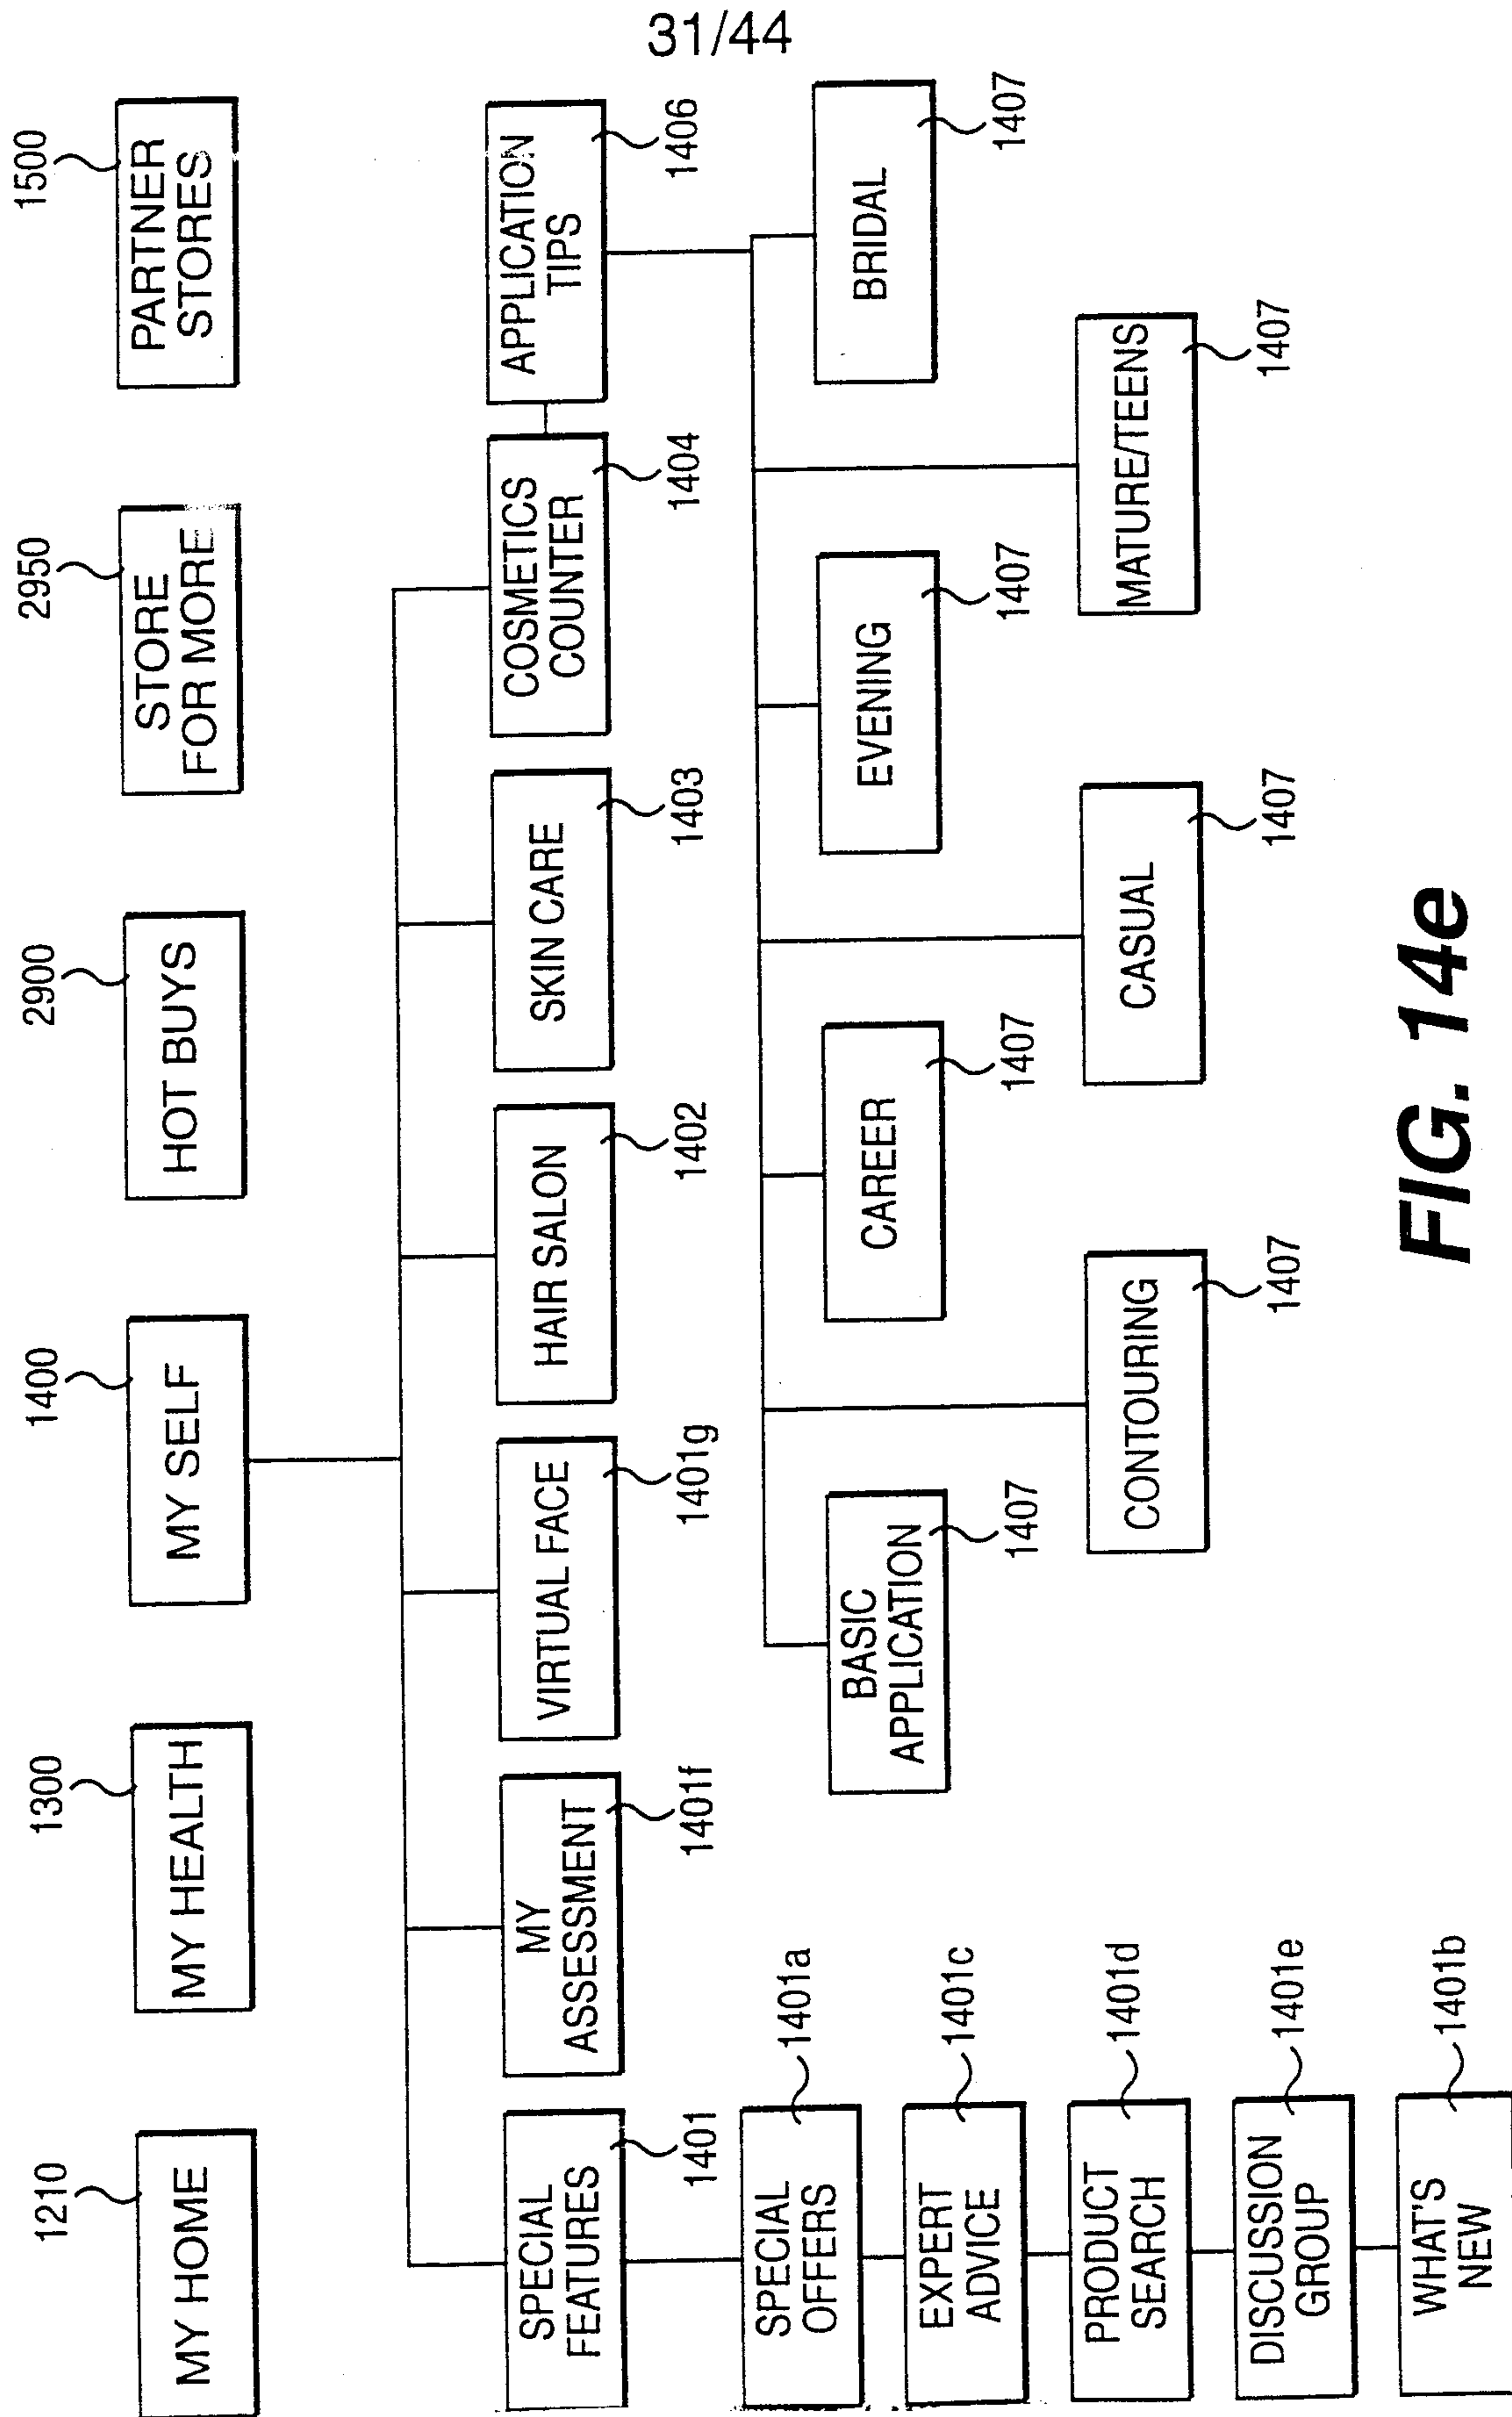 31/44
1210
MY HOME
1300
MY HEALTH
1400
MY SELF
2900
HOT BUYS
2950
STORE
FOR MORE
1500
PARTNER
STORES
SPECIAL
FEATURES
1401
MY
ASSESSMENT
1401f
VIRTUAL FACE
1401g
HAIR SALON
1402
SKIN CARE
1403
COSMETICS
COUNTER
1404
APPLICATION
TIPS
1406
SPECIAL
OFFERS
1401a
EXPERT
ADVICE
1401c
PRODUCT
SEARCH
1401d
DISCUSSION
GROUP
1401e
WHAT'S
NEW
1401b
BASIC
APPLICATION
1407
CAREER
1407
EVENING
1407
BRIDAL
1407
CONTOURING
1407
CASUAL
1407
MATURE/TEENS
1407
FIG. 14e